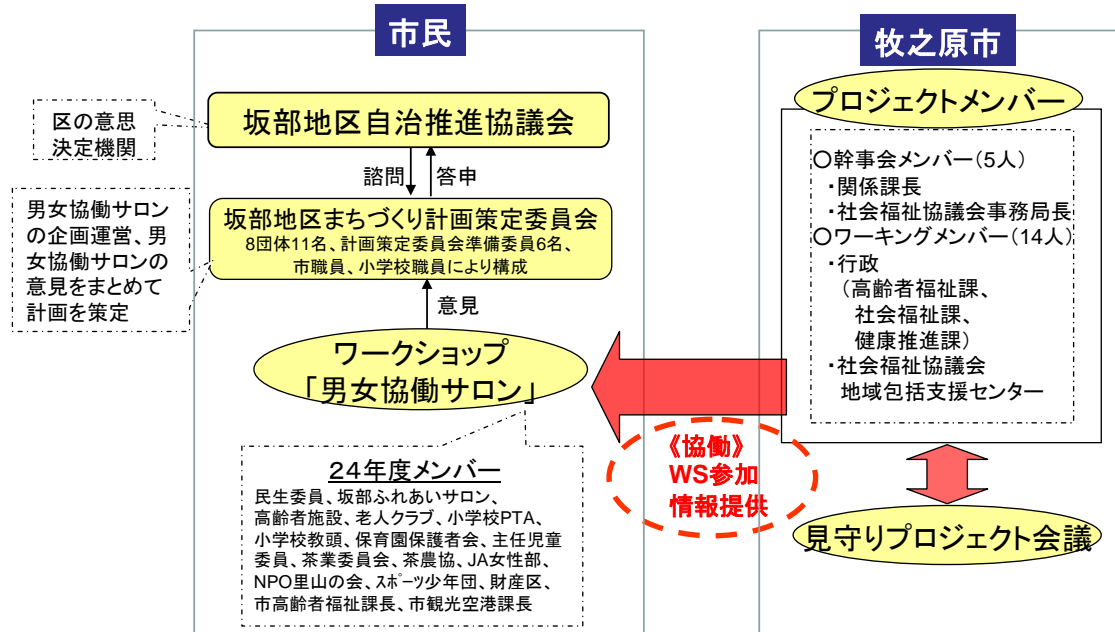 市民
区の意思
決定機関
坂部地区自治推進協議会
諮問
答申
男女協働サロン
の企画運営、男
女協働サロンの
意見をまとめて
計画を策定
坂部地区まちづくり計画策定委員会
8団体11名、計画策定委員会準備委員6名、
市職員、小学校職員により構成
意見
ワークショップ
「男女協働サロン」
24年度メンバー
民生委員、坂部ふれあいサロン、
高齢者施設、老人クラブ、小学校PTA、
小学校教頭、保育園保護者会、主任児童
委員、茶業委員会、茶農協、JA女性部、
NPO里山の会、スポーツ少年団、財産区、
市高齢者福祉課長、市観光空港課長
《協働》
WS参加
情報提供
牧之原市
プロジェクトメンバー
〇幹事会メンバー(5人)
・関係課長
・社会福祉協議会事務局長
〇ワーキングメンバー(14人)
・行政
(高齢者福祉課、
社会福祉課、
健康推進課)
・社会福祉協議会
地域包括支援センター
見守りプロジェクト会議